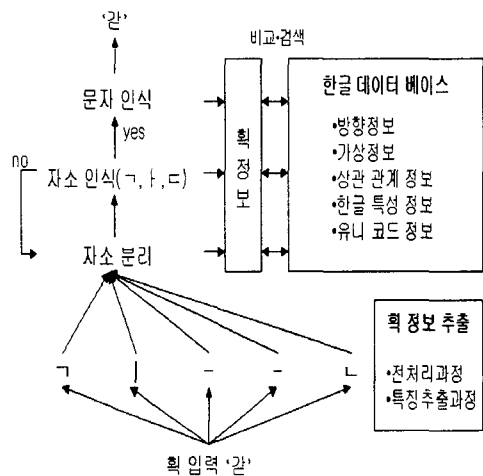 '갇'
비교•검색
문자 인식
yes
no
자소 인식(ㄱ,ㅏ,ㄷ)
자소 분리
획정보
한글 데이터 베이스
•방향정보
•가상정보
•상관 관계 정보
•한글 특성 정보
•유니 코드 정보
ㄱ ㅣ - - ㄴ
획 입력 '갇'
획 정보 추출
•전처리과정
•특징추출과정